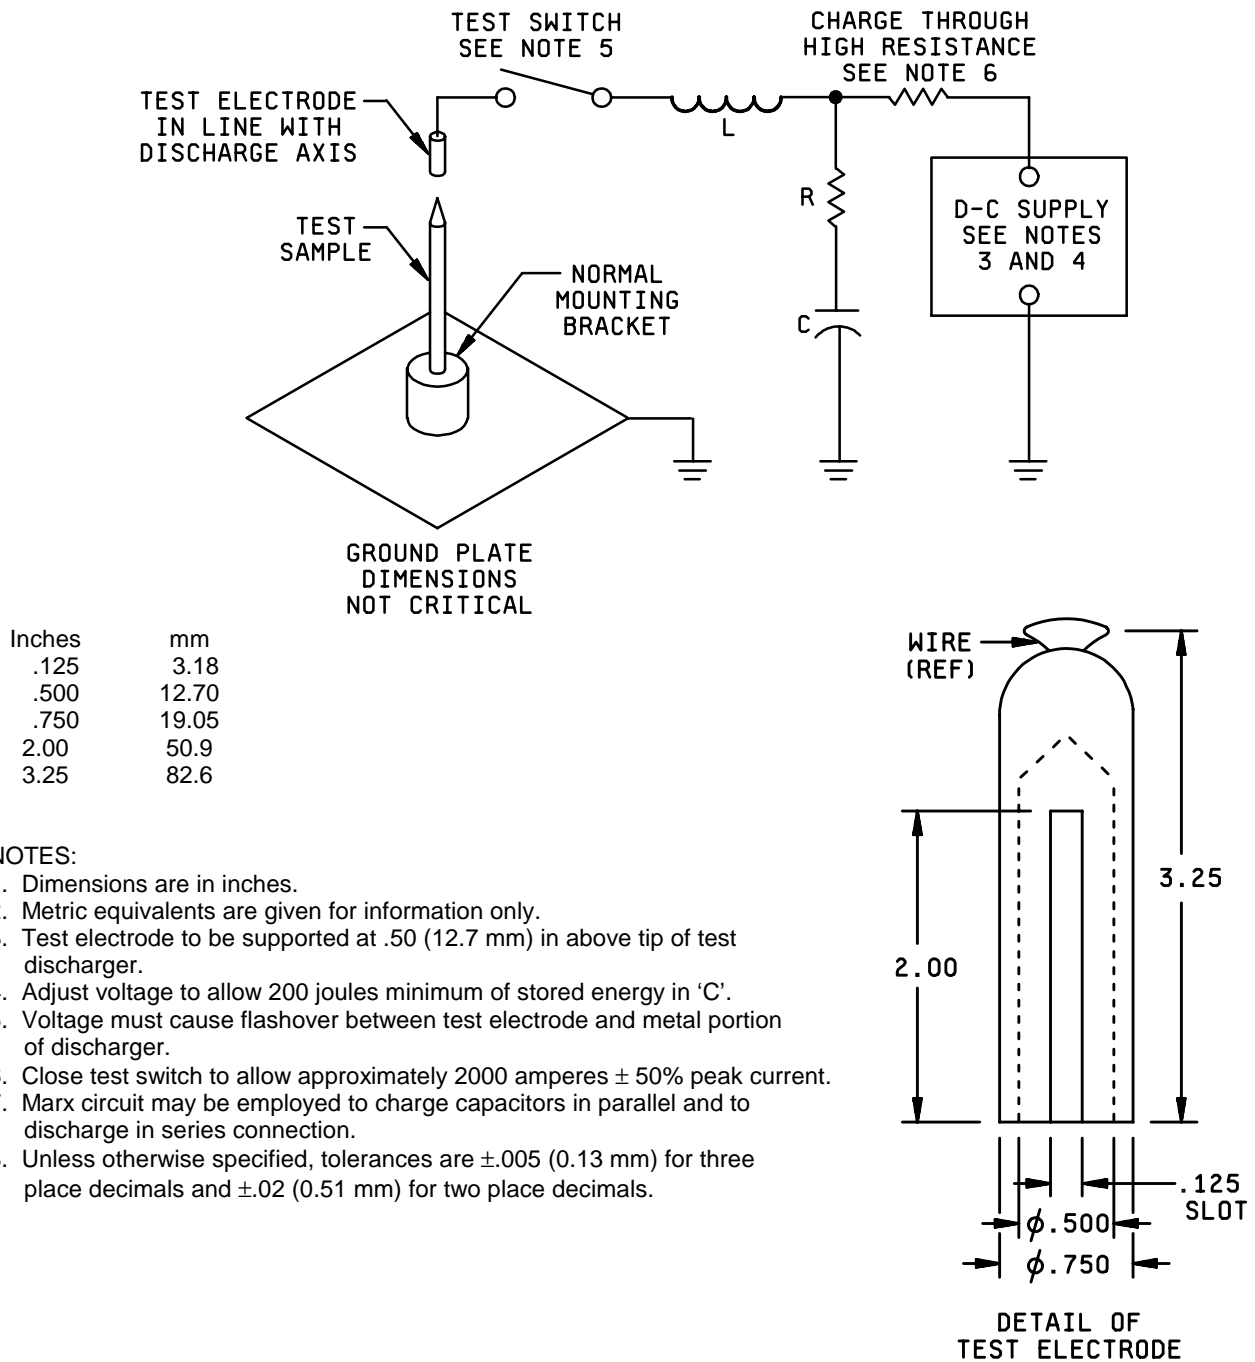 TEST SWITCH
SEE NOTE 5
CHARGE THROUGH
HIGH RESISTANCE
SEE NOTE 6
TEST ELECTRODE
IN LINE WITH
DISCHARGE AXIS
L
R
D-C SUPPLY
SEE NOTES
3 AND 4
TEST
SAMPLE
NORMAL
MOUNTING
BRACKET
C
GROUND PLATE
DIMENSIONS
NOT CRITICAL
Inches mm
.125 3.18
.500 12.70
.750 19.05
2.00 50.9
3.25 82.6
NOTES:
. Dimensions are in inches.
. Metric equivalents are given for information only.
. Test electrode to be supported at .50 (12.7 mm) in above tip of test
discharger.
. Adjust voltage to allow 200 joules minimum of stored energy in ‘C’.
. Voltage must cause flashover between test electrode and metal portion
of discharger.
. Close test switch to allow approximately 2000 amperes ± 50% peak current.
. Marx circuit may be employed to charge capacitors in parallel and to
discharge in series connection.
. Unless otherwise specified, tolerances are ±.005 (0.13 mm) for three
place decimals and ±.02 (0.51 mm) for two place decimals.
WIRE
(REF)
3.25
2.00
.125
SLOT
ϕ.500
ϕ.750
DETAIL OF
TEST ELECTRODE